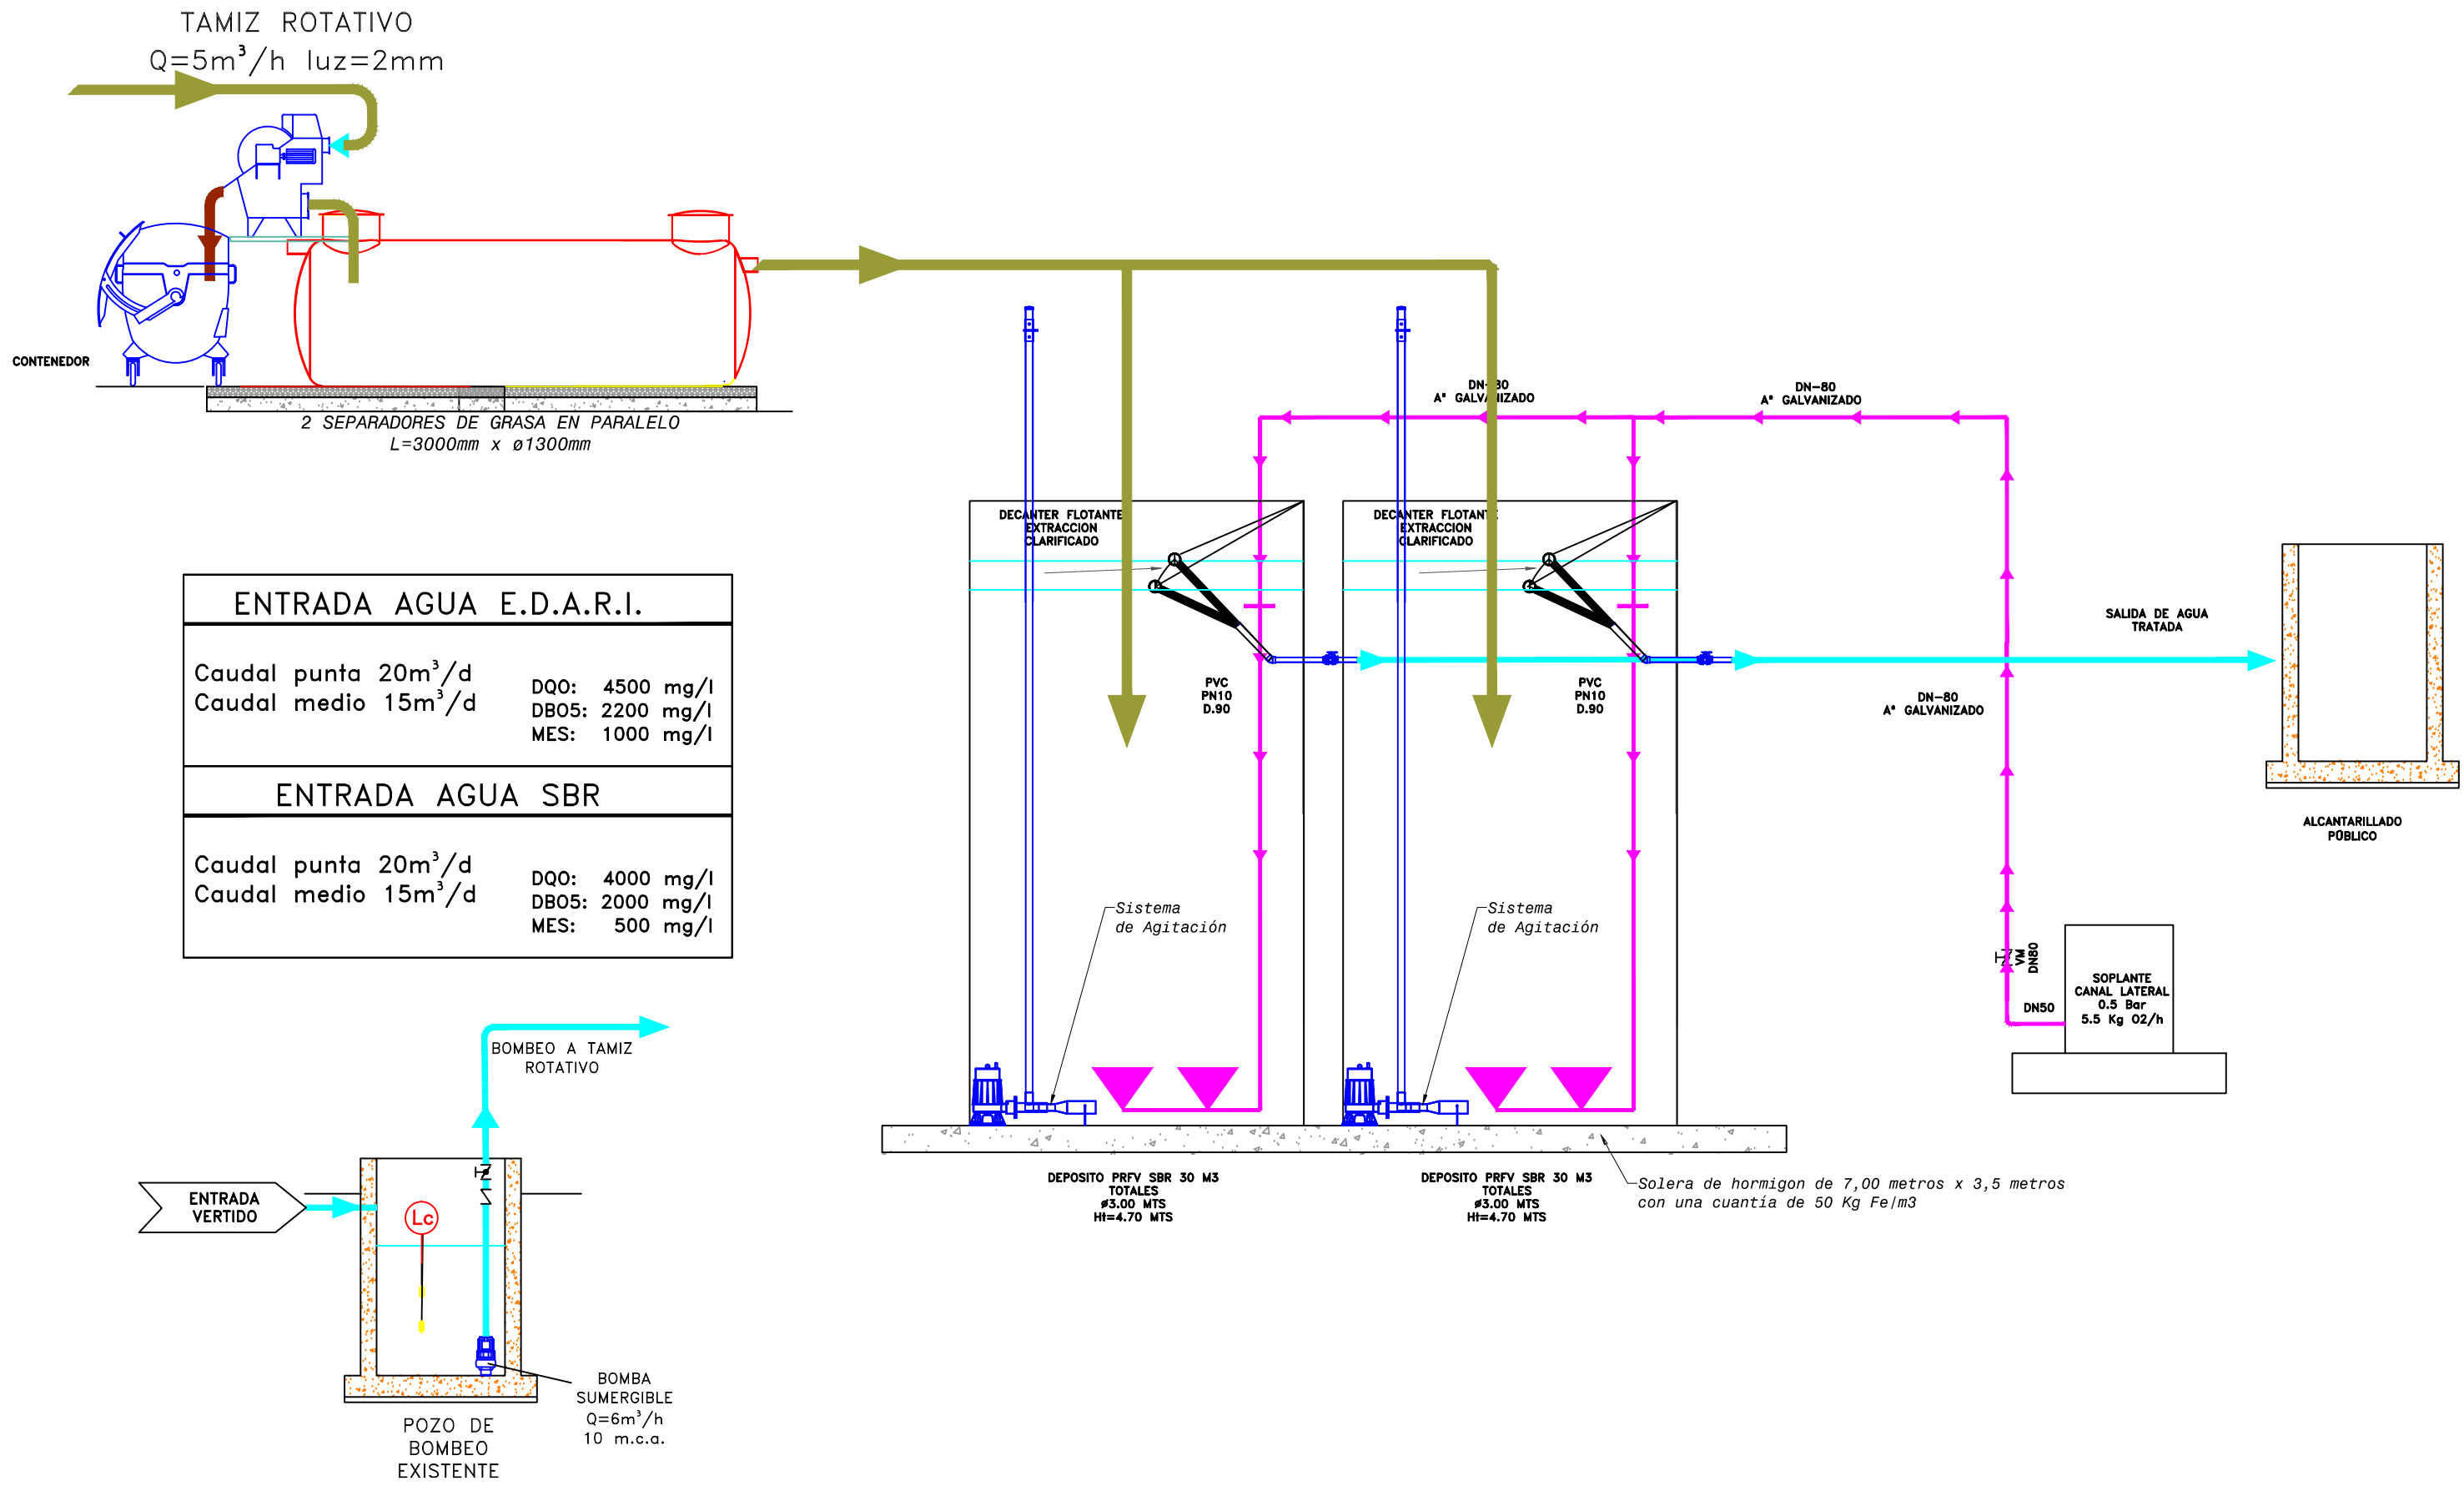 TAMIZ ROTATIVO
Q=5m³/h luz=2mm
CONTENEDOR
2 SEPARADORES DE GRASA EN PARALELO
L=3000mm x ø1300mm
DN-80
Aº GALVANIZADO
DN-80
Aº GALVANIZADO
DECANTER FLOTANTE
EXTRACCION
CLARIFICADO
DECANTER FLOTANTE
EXTRACCION
CLARIFICADO
ENTRADA AGUA E.D.A.R.I.
Caudal punta 20m³/d
Caudal medio 15m³/d
DQO: 4500 mg/l
DBO5: 2200 mg/l
MES: 1000 mg/l
ENTRADA AGUA SBR
Caudal punta 20m³/d
Caudal medio 15m³/d
DQO: 4000 mg/l
DBO5: 2000 mg/l
MES: 500 mg/l
PVC
PN10
D.90
PVC
PN10
D.90
SALIDA DE AGUA
TRATADA
DN-80
Aº GALVANIZADO
ALCANTARILLADO
PÚBLICO
Sistema
de Agitación
Sistema
de Agitación
VM
DN80
DN50
SOPLANTE
CANAL LATERAL
0.5 Bar
5.5 Kg O2/h
BOMBEO A TAMIZ
ROTATIVO
ENTRADA
VERTIDO
Lc
DEPOSITO PRFV SBR 30 M3
TOTALES
ø3.00 MTS
Ht=4.70 MTS
DEPOSITO PRFV SBR 30 M3
TOTALES
ø3.00 MTS
Ht=4.70 MTS
Solera de hormigon de 7,00 metros x 3,5 metros
con una cuantía de 50 Kg Fe/m3
BOMBA
SUMERGIBLE
Q=6m³/h
10 m.c.a.
POZO DE
BOMBEO
EXISTENTE